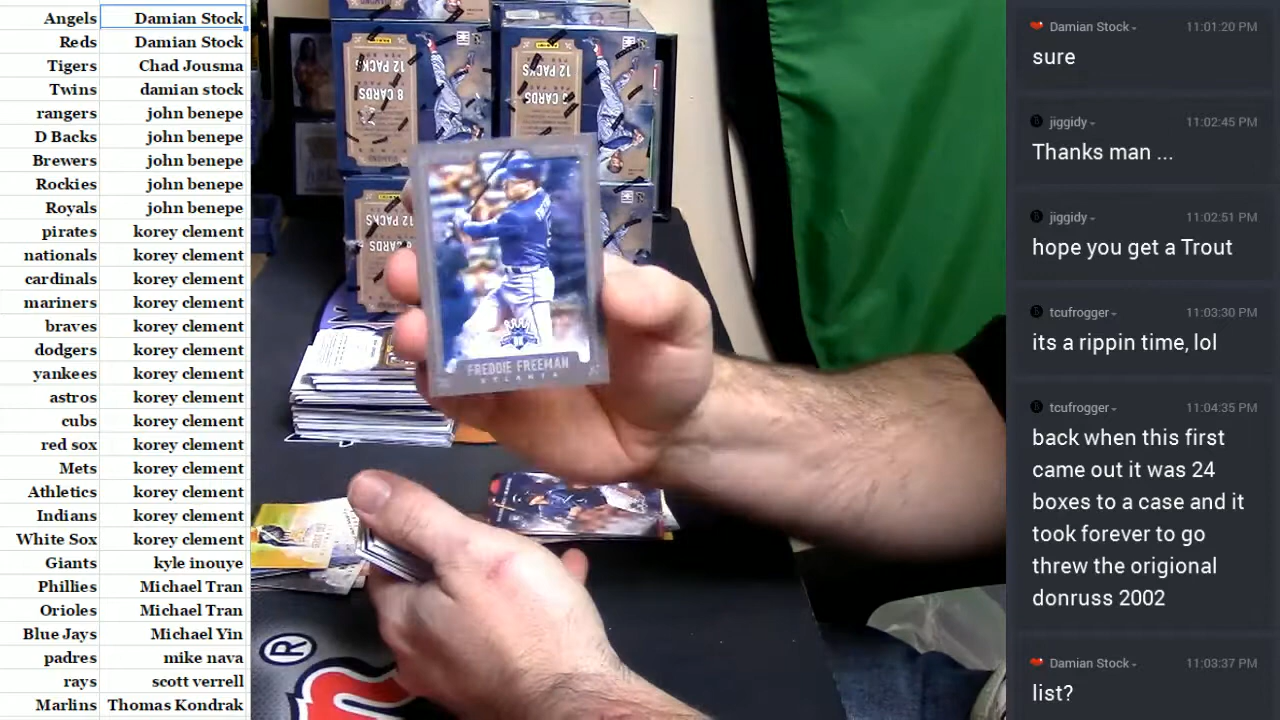 Angels Damian Stock
Reds Damian Stock
Tigers Chad Jousma
Twins damian stock
rangers john benepe
D Backs john benepe
Brewers john benepe
Rockies john benepe
Royals john benepe
pirates korey clement
nationals korey clement
cardinals korey clement
mariners korey clement
braves korey clement
dodgers korey clement
yankees korey clement
astros korey clement
cubs korey clement
red sox korey clement
Mets korey clement
Athletics korey clement
Indians korey clement
White Sox korey clement
Giants kyle inouye
Phillies Michael Tran
Orioles Michael Tran
Blue Jays Michael Yin
padres mike nava
rays scott verrell
Marlins Thomas Kondrak
12 PACKS
8 CARDS
12 PACKS
CARDS
12 PACKS
CARDS
FREDDIE FREEMAN
ATLANTA
®
Damian Stock 11:01:20 PM
sure
jiggidy 11:02:45 PM
Thanks man ...
jiggidy 11:02:51 PM
hope you get a Trout
tcufrogger 11:03:30 PM
its a rippin time, lol
tcufrogger 11:04:35 PM
back when this first
came out it was 24
boxes to a case and it
took forever to go
threw the origional
donruss 2002
Damian Stock 11:03:37 PM
list?